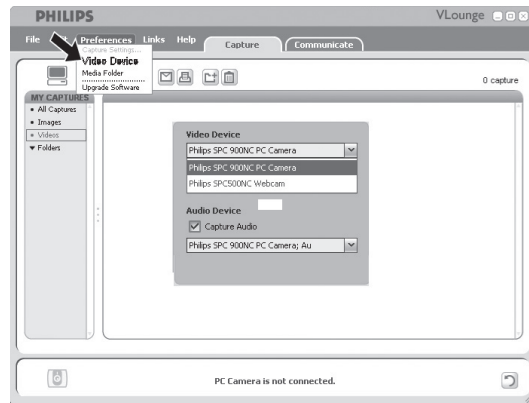 PHILIPS
VLounge
File
Preferences
Links
Help
Capture
Communicate
Capture Settings...
Video Device
Media Folder
Upgrade Software
0 capture
MY CAPTURES
All Captures
Images
Videos
Folders
Video Device
Philips SPC 900NC PC Camera
Philips SPC 900NC PC Camera
Philips SPC500NC Webcam
Audio Device
Capture Audio
Philips SPC 900NC PC Camera; Au
PC Camera is not connected.